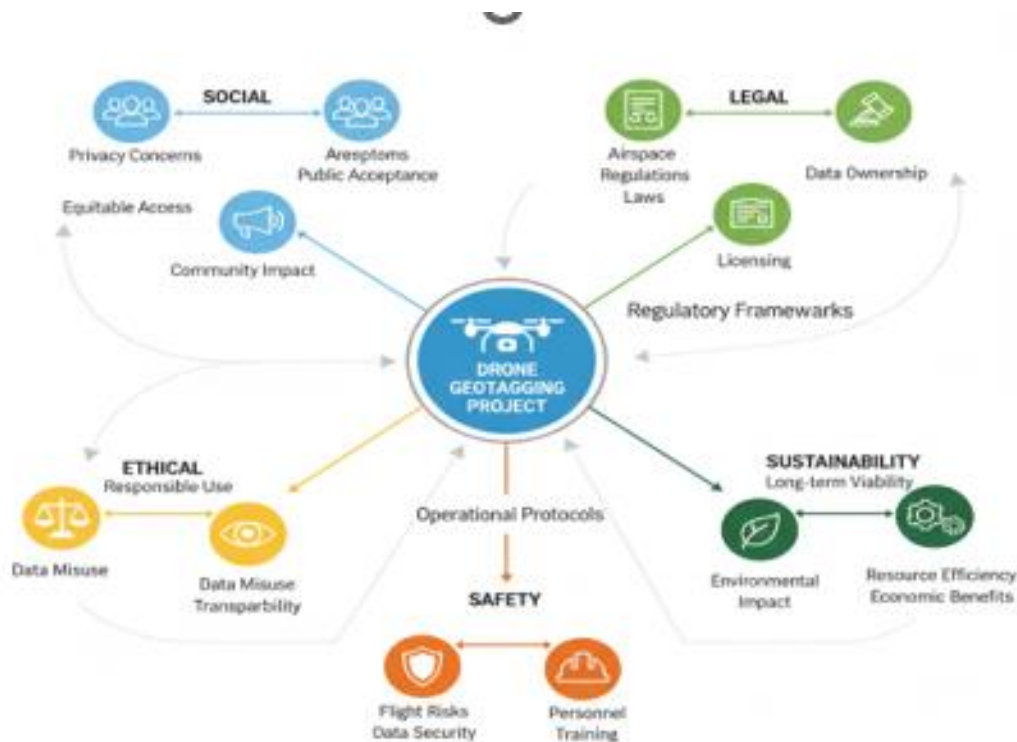 SOCIAL
Privacy Concerns
Aresptoms
Public Acceptance
Equitable Access
Community Impact
LEGAL
Airspace
Regulations
Laws
Data Ownership
Licensing
Regulatory Framewarks
DRONE
GEOTAGGING
PROJECT
ETHICAL
Responsible Use
Data Misuse
Data Misuse
Transparbility
Operational Protocols
SAFETY
Flight Risks
Data Security
Personnel
Training
SUSTAINABILITY
Long-term Viability
Environmental
Impact
Resource Efficiency
Economic Benefits